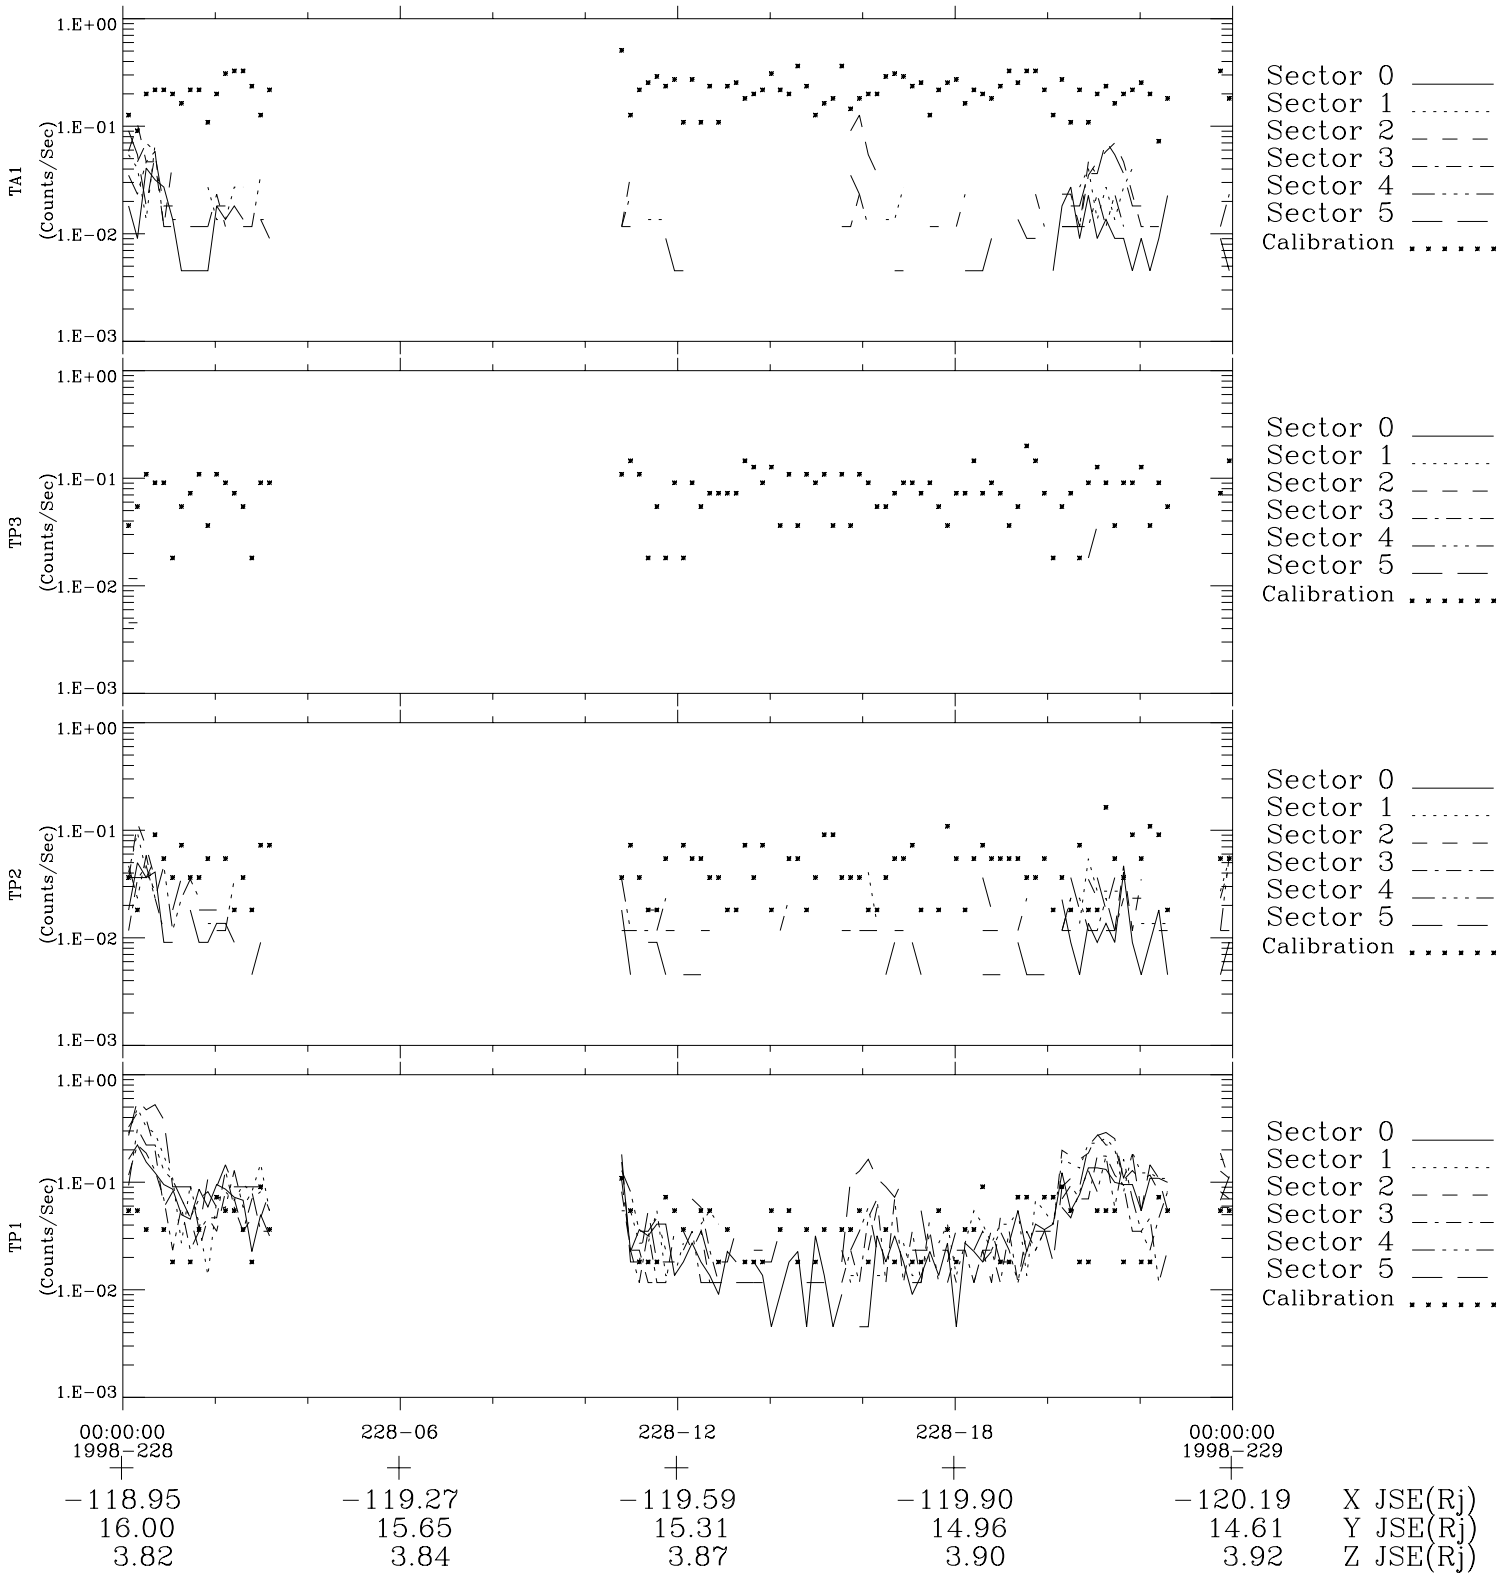 1.E+00
1.E-01
1.E-02
1.E-03
TA1
(Counts/Sec)
Sector 0
Sector 1
Sector 2
Sector 3
Sector 4
Sector 5
Calibration
1.E+00
1.E-01
1.E-02
1.E-03
TP3
(Counts/Sec)
Sector 0
Sector 1
Sector 2
Sector 3
Sector 4
Sector 5
Calibration
1.E+00
1.E-01
1.E-02
1.E-03
TP2
(Counts/Sec)
Sector 0
Sector 1
Sector 2
Sector 3
Sector 4
Sector 5
Calibration
1.E+00
1.E-01
1.E-02
1.E-03
TP1
(Counts/Sec)
Sector 0
Sector 1
Sector 2
Sector 3
Sector 4
Sector 5
Calibration
00:00:00 228-06 228-12 228-18 00:00:00
1998-228 1998-229
-118.95 -119.27 -119.59 -119.90 -120.19 X JSE(Rj)
16.00 15.65 15.31 14.96 14.61 Y JSE(Rj)
3.82 3.84 3.87 3.90 3.92 Z JSE(Rj)